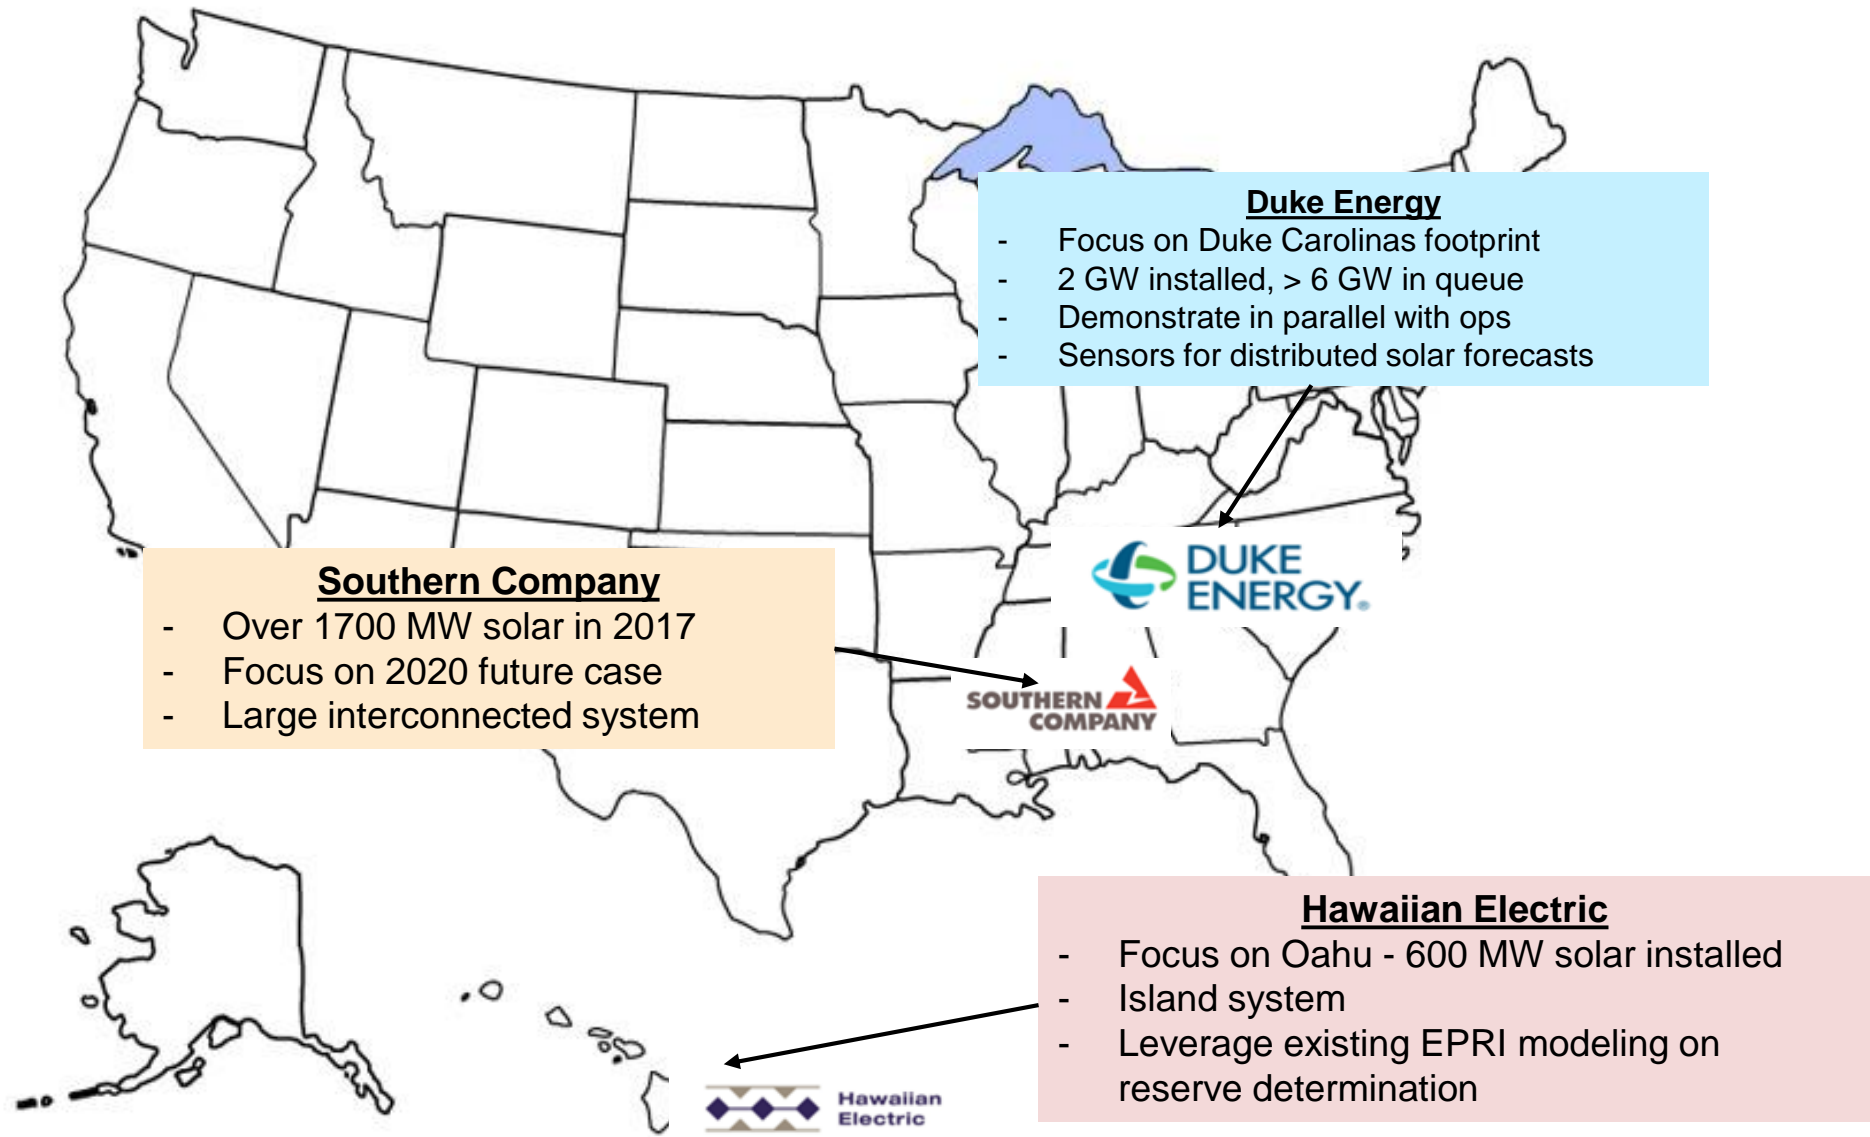 Duke Energy
- Focus on Duke Carolinas footprint
- 2 GW installed, > 6 GW in queue
- Demonstrate in parallel with ops
- Sensors for distributed solar forecasts
DUKE
ENERGY®
Southern Company
- Over 1700 MW solar in 2017
- Focus on 2020 future case
- Large interconnected system
SOUTHERN
COMPANY
Hawaiian Electric
- Focus on Oahu - 600 MW solar installed
- Island system
- Leverage existing EPRI modeling on
reserve determination
Hawaiian
Electric